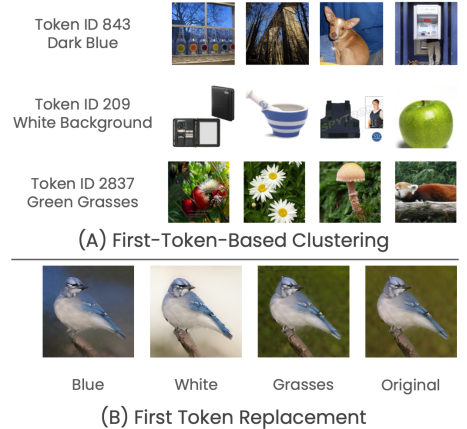 Token ID 843
Dark Blue
Token ID 209
White Background
Token ID 2837
Green Grasses
(A) First-Token-Based Clustering
Blue
White
Grasses
Original
(B) First Token Replacement